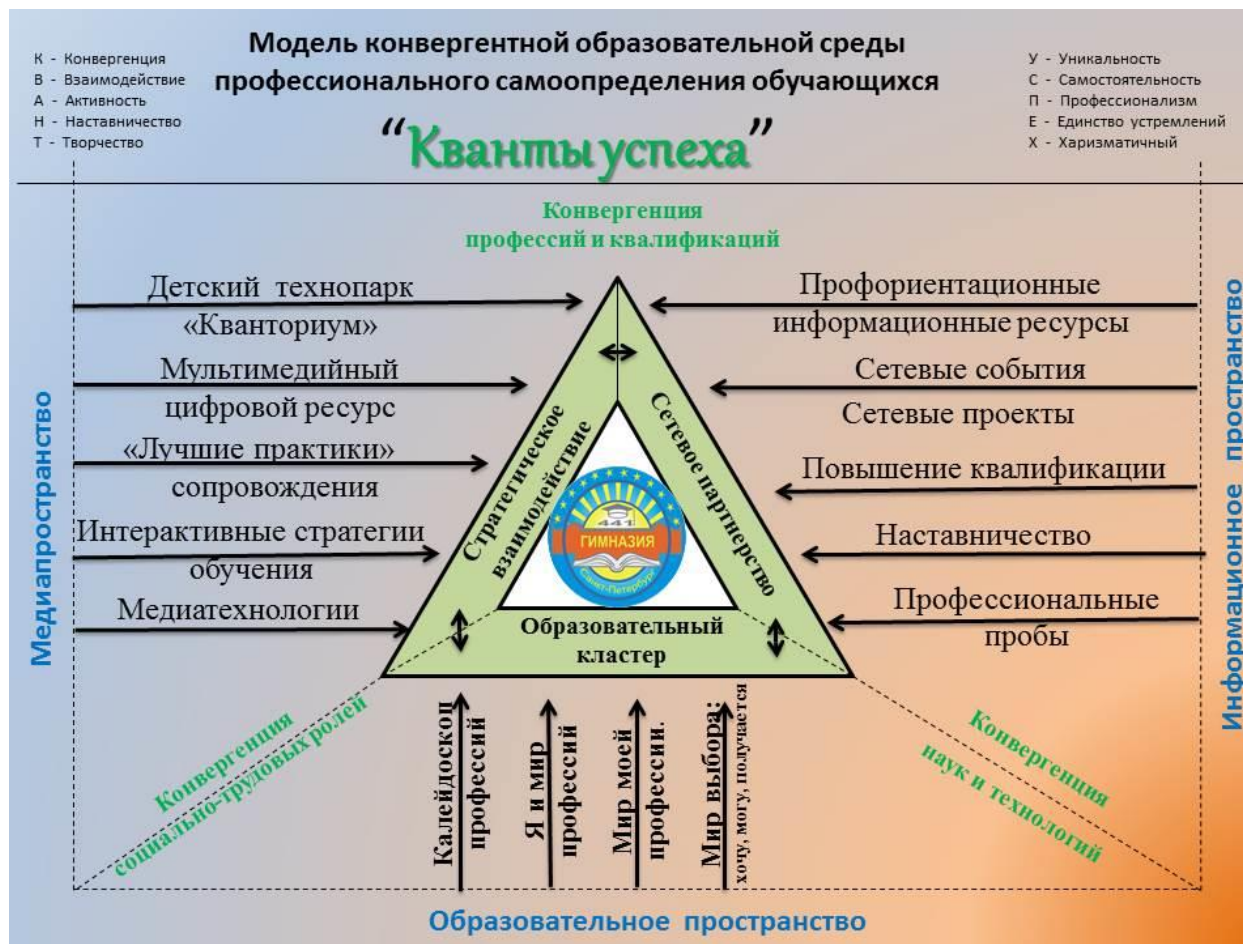 К - Конвергенция
В - Взаимодействие
А - Активность
Н - Наставничество
Т - Творчество
Модель конвергентной образовательной среды
профессионального самоопределения обучающихся
“Кванты успеха”
У - Уникальность
С - Самостоятельность
П - Профессионализм
Е - Единство устремлений
Х - Харизматичный
Конвергенция
профессий и квалификаций
Медиапространство
Детский технопарк
«Кванториум»
Мультимедийный
цифровой ресурс
«Лучшие практики»
сопровождения
Интерактивные стратегии
обучения
Медиатехнологии
Стратегическое
взаимодействие
Сетевое партнерство
441
ГИМНАЗИЯ
Санкт-Петербург
Образовательный
кластер
Профориентационные
информационные ресурсы
Сетевые события
Сетевые проекты
Повышение квалификации
Наставничество
Профессиональные
пробы
Информационное пространство
Конвергенция
социально-трудовых ролей
Калейдоскоп
профессий
Я и мир
профессий
Мир моей
профессии.
Мир выбора:
хочу, могу, получается
Конвергенция
наук и технологий
Образовательное пространство